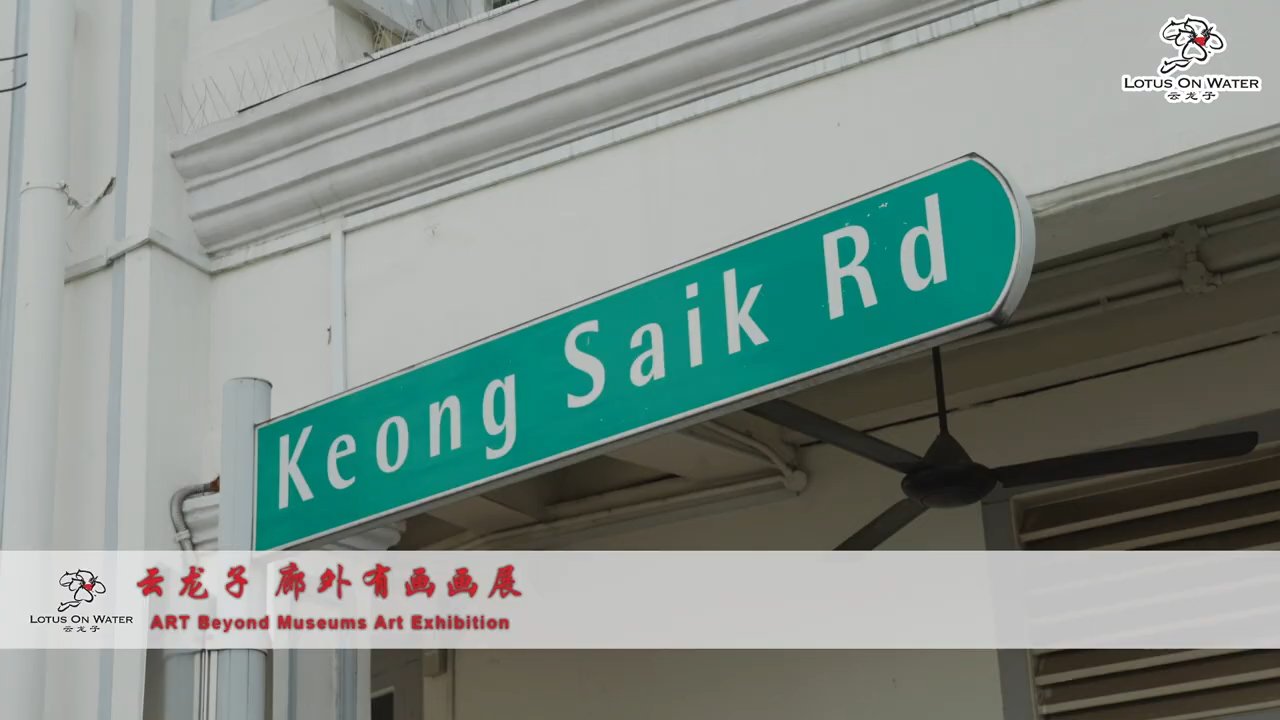 LOTUS ON WATER
云龙子
Keong Saik Rd
云龙子 廊外有画画展
ART Beyond Museums Art Exhibition
LOTUS ON WATER
云龙子